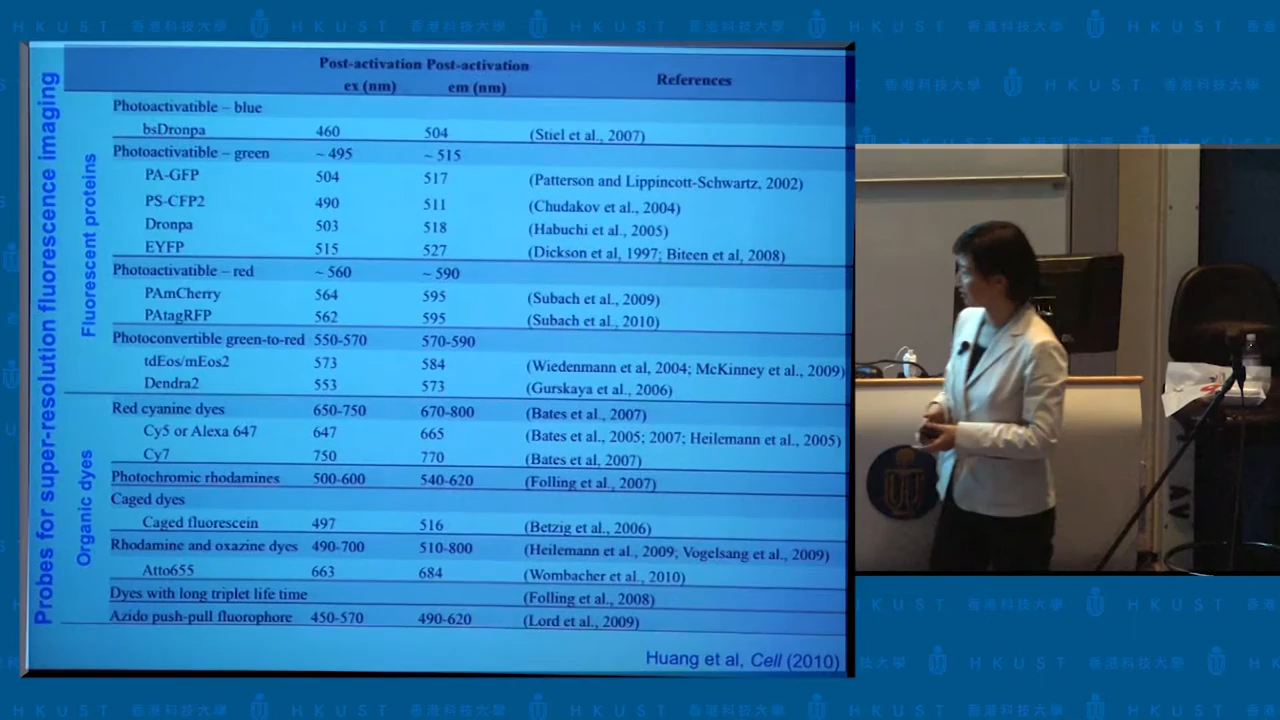 HKUST 香港科技大學
Probes for super-resolution fluorescence imaging
Post-activation ex (nm) Post-activation em (nm) References
Fluorescent proteins
Photoactivatible – blue
bsDronpa 460 504 (Stiel et al., 2007)
Photoactivatible – green ~ 495 ~ 515
PA-GFP 504 517 (Patterson and Lippincott-Schwartz, 2002)
PS-CFP2 490 511 (Chudakov et al., 2004)
Dronpa 503 518 (Habuchi et al., 2005)
EYFP 515 527 (Dickson et al, 1997; Biteen et al., 2008)
Photoactivatible – red ~ 560 ~ 590
PAmCherry 564 595 (Subach et al., 2009)
PAtagRFP 562 595 (Subach et al., 2010)
Photoconvertible green-to-red 550-570 570-590
tdEos/mEos2 573 584 (Wiedenmann et al, 2004; McKinney et al., 2009)
Dendra2 553 573 (Gurskaya et al., 2006)
Organic dyes
Red cyanine dyes 650-750 670-800 (Bates et al., 2007)
Cy5 or Alexa 647 647 665 (Bates et al., 2005; 2007; Heilemann et al., 2005)
Cy7 750 770 (Bates et al, 2007)
Photochromic rhodamines 500-600 540-620 (Folling et al., 2007)
Caged dyes
Caged fluorescein 497 516 (Betzig et al., 2006)
Rhodamine and oxazine dyes 490-700 510-800 (Heilemann et al., 2009; Vogelsang et al., 2009)
Atto655 663 684 (Wombacher et al., 2010)
Dyes with long triplet life time (Folling et al., 2008)
Azido push-pull fluorophore 450-570 490-620 (Lord et al., 2009)
Huang et al, Cell (2010)